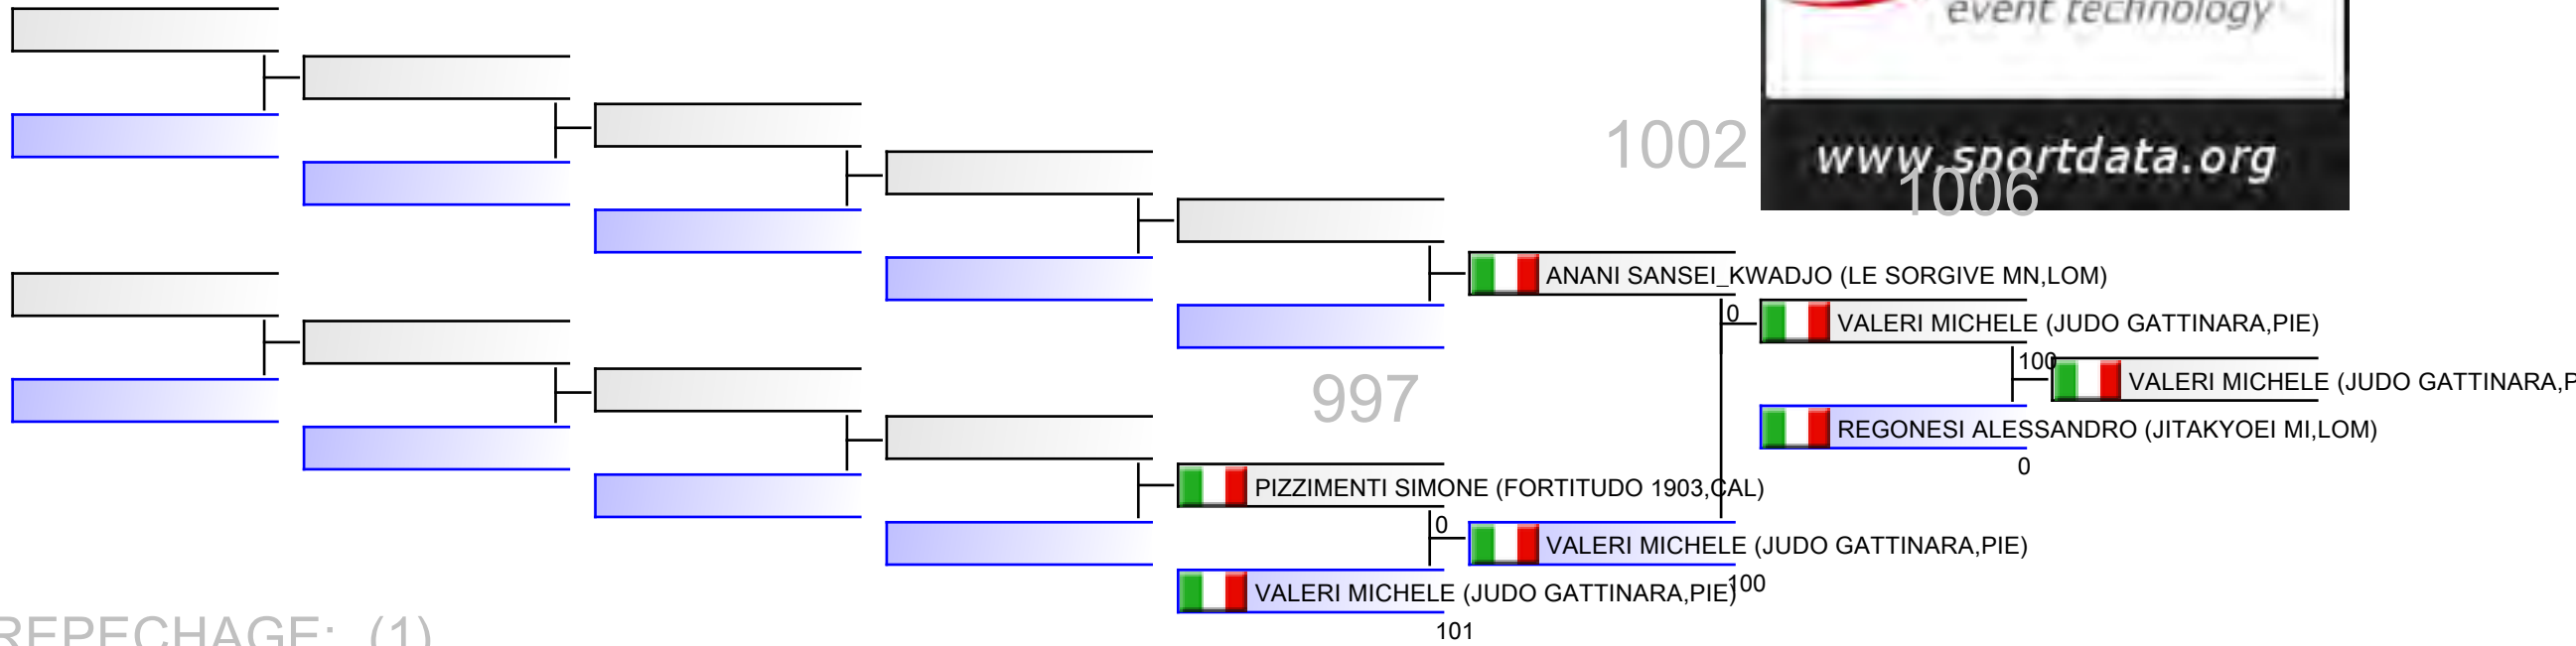 event technology
1002
www.sportdata.org
1006
ANANI SANSEI_KWADJO (LE SORGIVE MN,LOM)
0
VALERI MICHELE (JUDO GATTINARA,PIE)
100
VALERI MICHELE (JUDO GATTINARA,P
997
REGONESI ALESSANDRO (JITAKYOEI MI,LOM)
0
PIZZIMENTI SIMONE (FORTITUDO 1903,CAL)
0
VALERI MICHELE (JUDO GATTINARA,PIE)
100
VALERI MICHELE (JUDO GATTINARA,PIE)
101
REPECHAGE: (1)